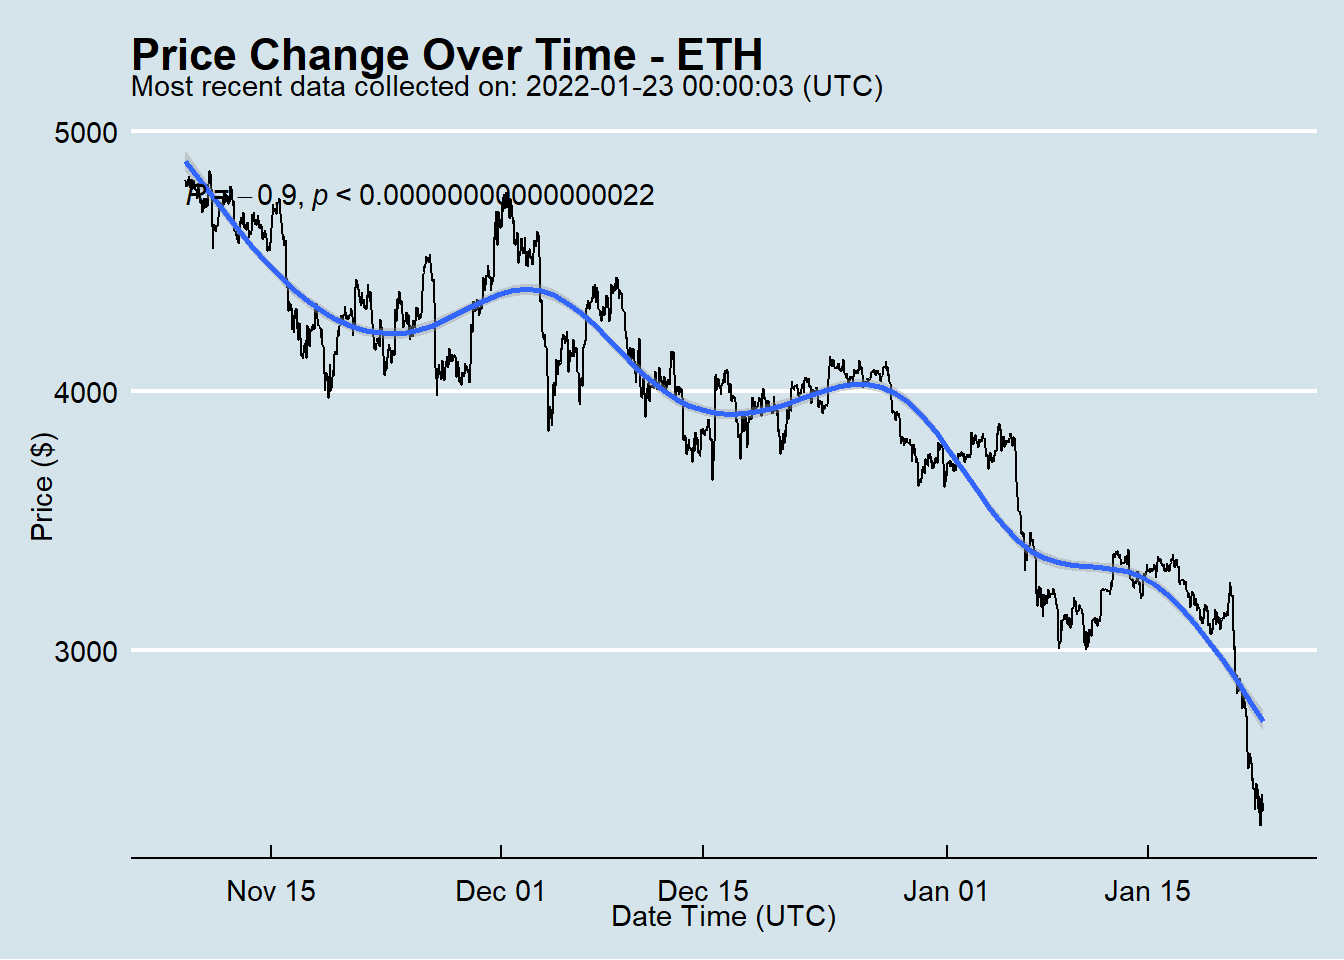 Price Change Over Time - ETH
Most recent data collected on: 2022-01-23 00:00:03 (UTC)
5000
R = −0.9, p < 0.00000000000000022
4000
Price ($)
3000
Nov 15 Dec 01 Dec 15 Jan 01 Jan 15
Date Time (UTC)